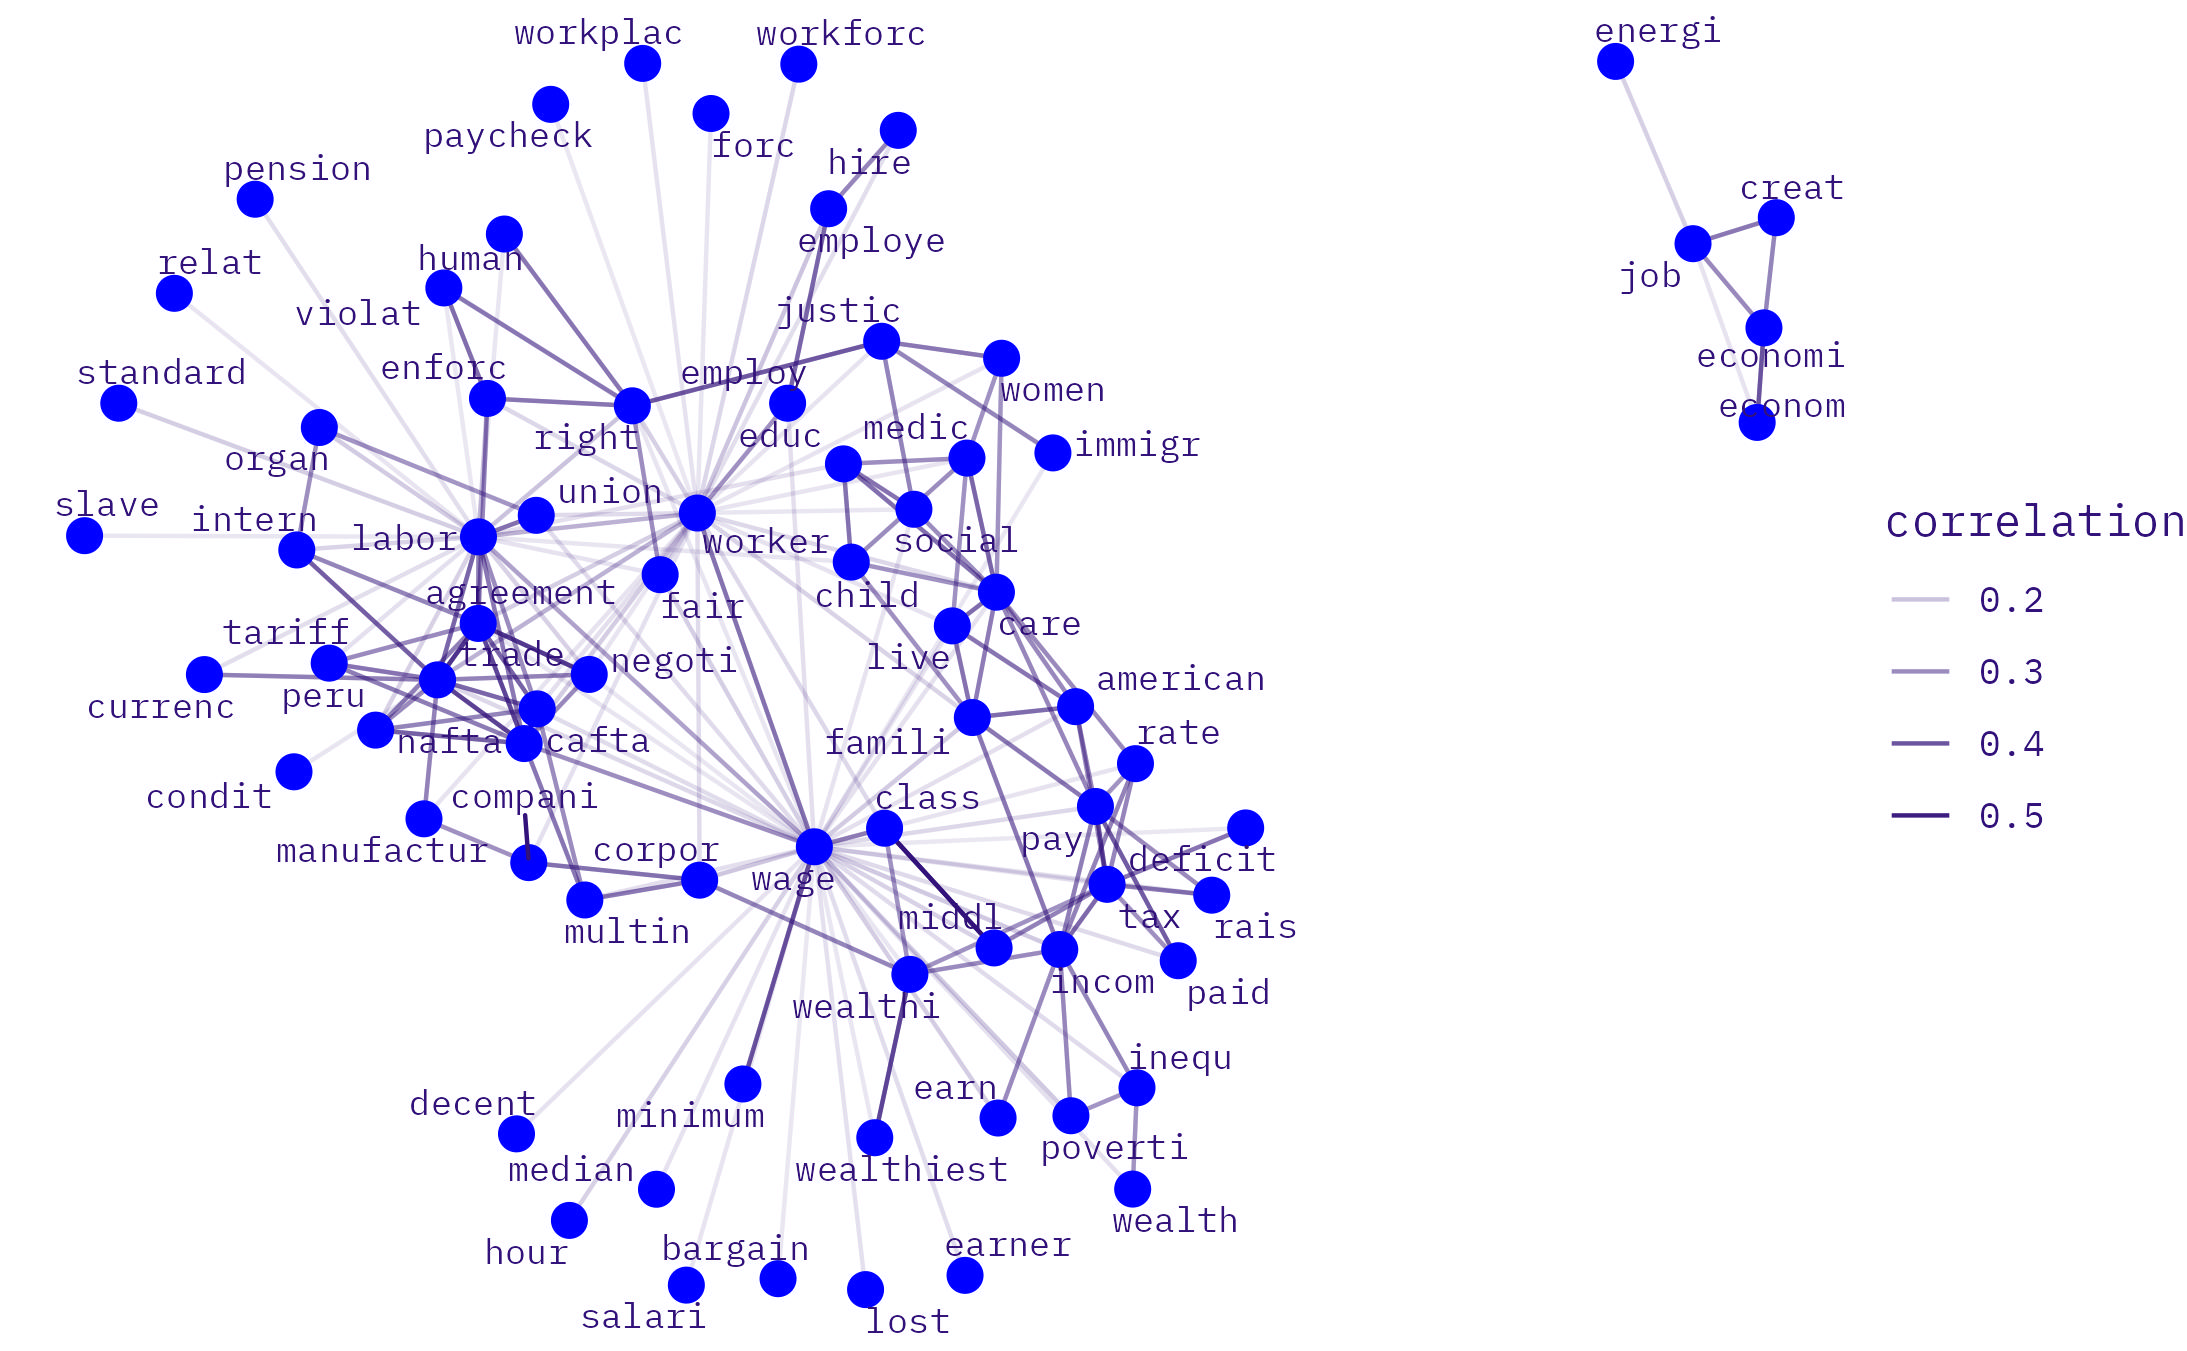 workplac
workforc
energi
paycheck
forc
hire
pension
creat
human
employe
relat
job
violat
justic
enforc
employ
economi
standard
women
econom
right
educ
medic
immigr
organ
union
slave
intern
labor
worker
social
correlation
agreement
fair
child
care
0.2
tariff
trade
negoti
live
american
0.3
currenc
peru
nafta
cafta
famili
rate
0.4
condit
compani
class
manufactur
corpor
wage
pay
deficit
0.5
multin
middl
tax
rais
wealthi
incom
paid
decent
minimum
earn
inequ
median
wealthiest
poverti
hour
bargain
earner
wealth
salari
lost